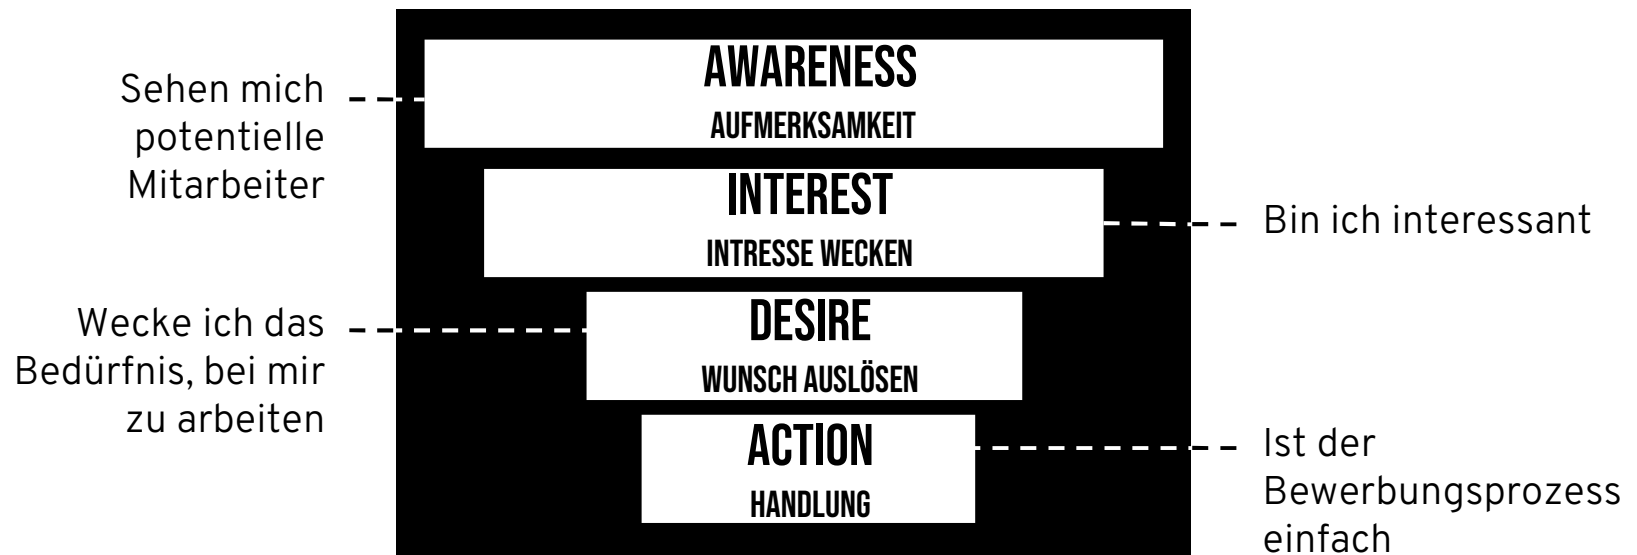 Sehen mich
potentielle
Mitarbeiter
AWARENESS
AUFMERKSAMKEIT
INTEREST
INTRESSE WECKEN
Bin ich interessant
Wecke ich das
Bedürfnis, bei mir
zu arbeiten
DESIRE
WUNSCH AUSLÖSEN
ACTION
HANDLUNG
Ist der
Bewerbungsprozess
einfach